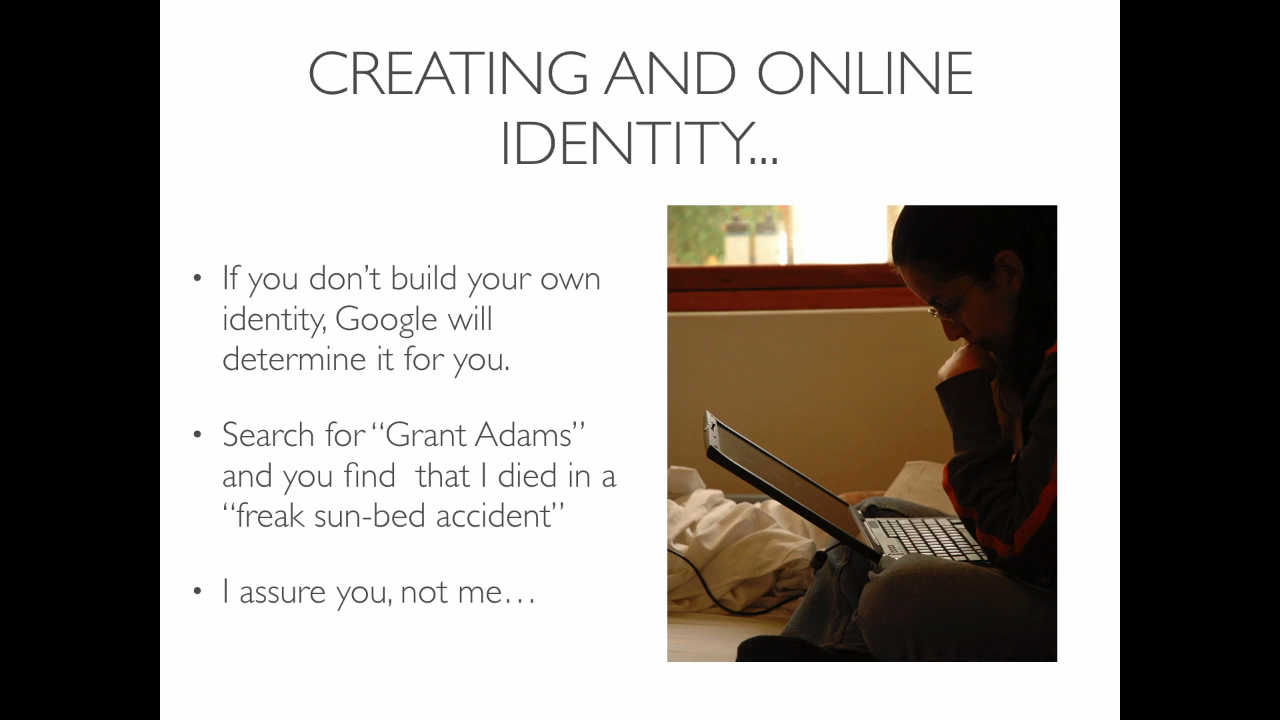 CREATING AND ONLINE
IDENTITY...
• If you don’t build your own
identity, Google will
determine it for you.
• Search for “Grant Adams”
and you find  that I died in a
“freak sun-bed accident”
• I assure you, not me…